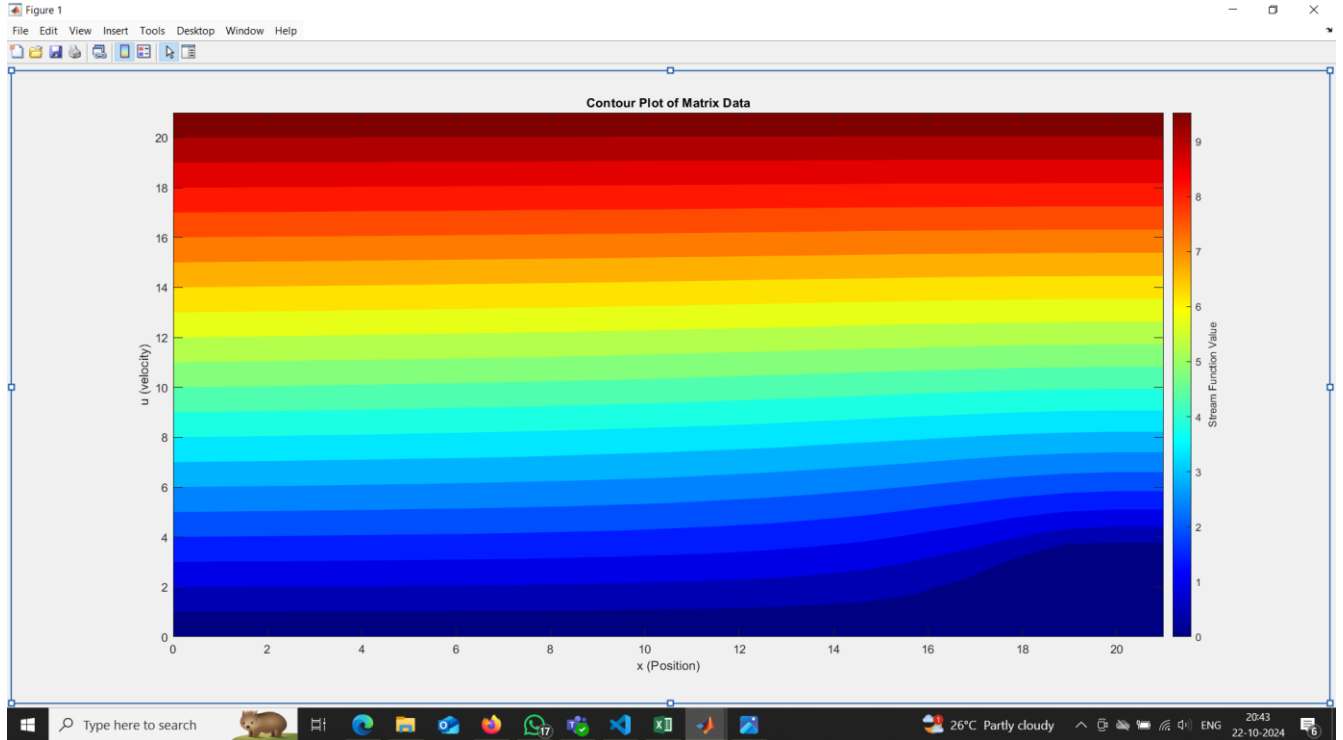 Figure 1
File Edit View Insert Tools Desktop Window Help
Contour Plot of Matrix Data
20
18
16
14
12
10
8
6
4
2
0
u (velocity)
0 2 4 6 8 10 12 14 16 18 20
x (Position)
9
8
7
6
5
4
3
2
1
0
Stream Function Value
Type here to search
17
26°C Partly cloudy
ENG
20:43
22-10-2024
6